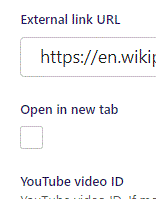 External link URL
https://en.wikip
Open in new tab
YouTube video ID